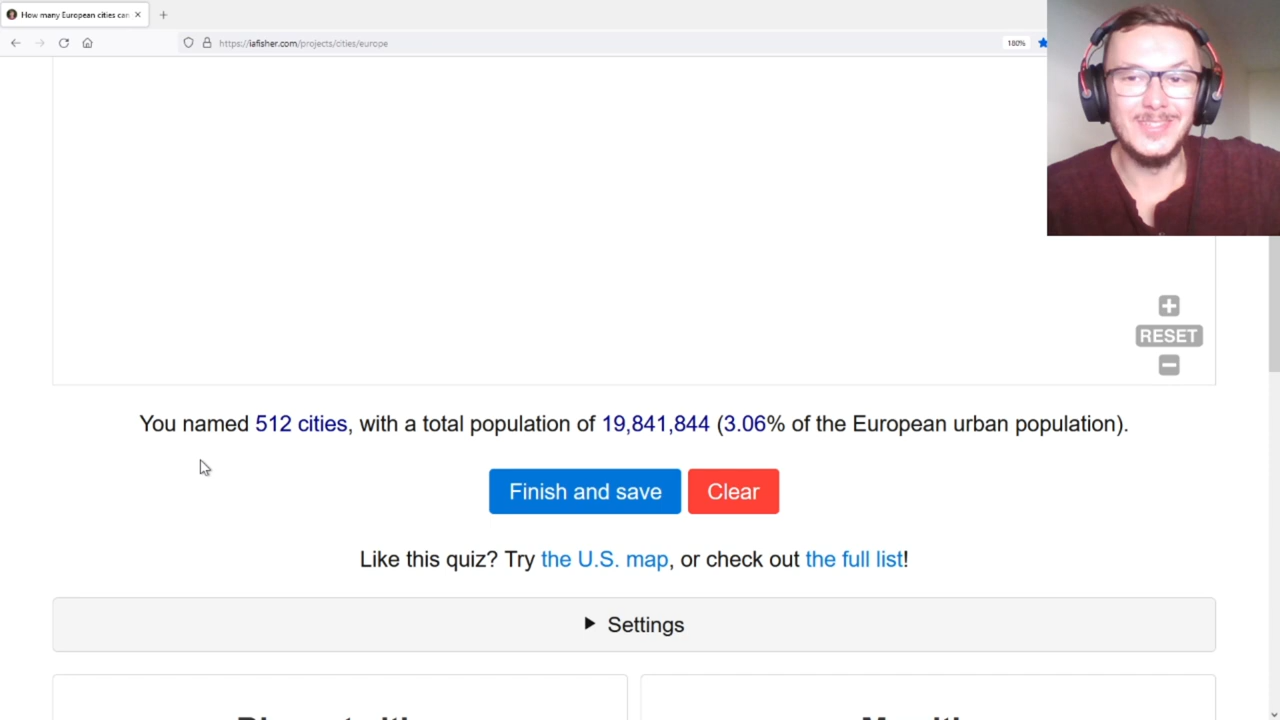 How many European cities can
https://iafisher.com/projects/cities/europe
180%
RESET
You named 512 cities, with a total population of 19,841,844 (3.06% of the European urban population).
Finish and save
Clear
Like this quiz? Try the U.S. map, or check out the full list!
Settings